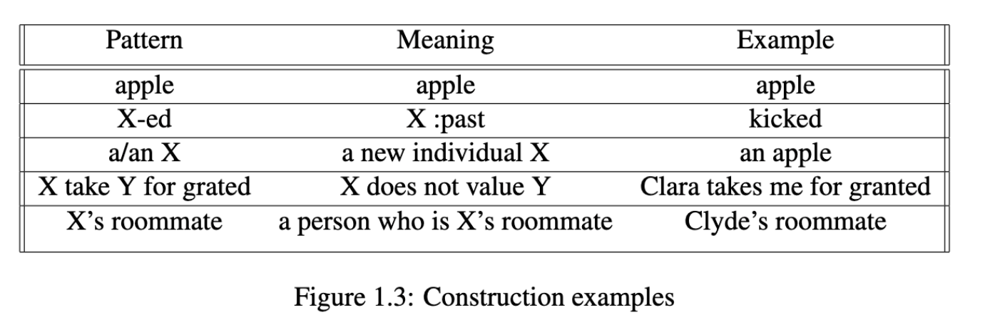 Pattern Meaning Example
apple apple apple
X-ed X :past kicked
a/an X a new individual X an apple
X take Y for grated X does not value Y Clara takes me for granted
X’s roommate a person who is X’s roommate Clyde’s roommate
Figure 1.3: Construction examples